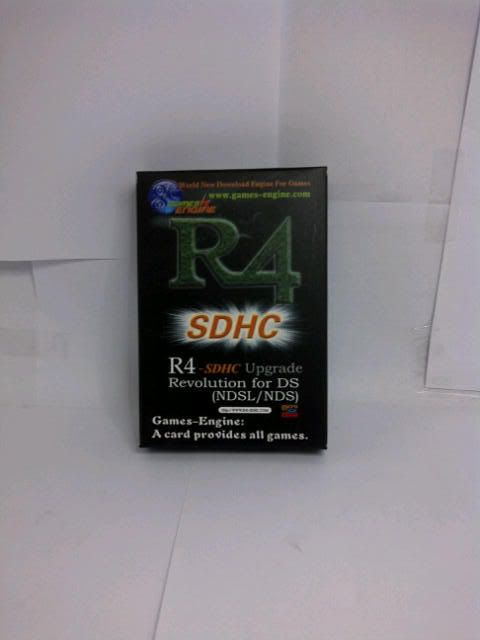 World New Download Engine For Games
www.games-engine.com
GAMES
ENGINE
R4
SDHC
R4 -SDHC Upgrade
Revolution for DS
(NDSL/NDS)
Games-Engine:
A card provides all games.